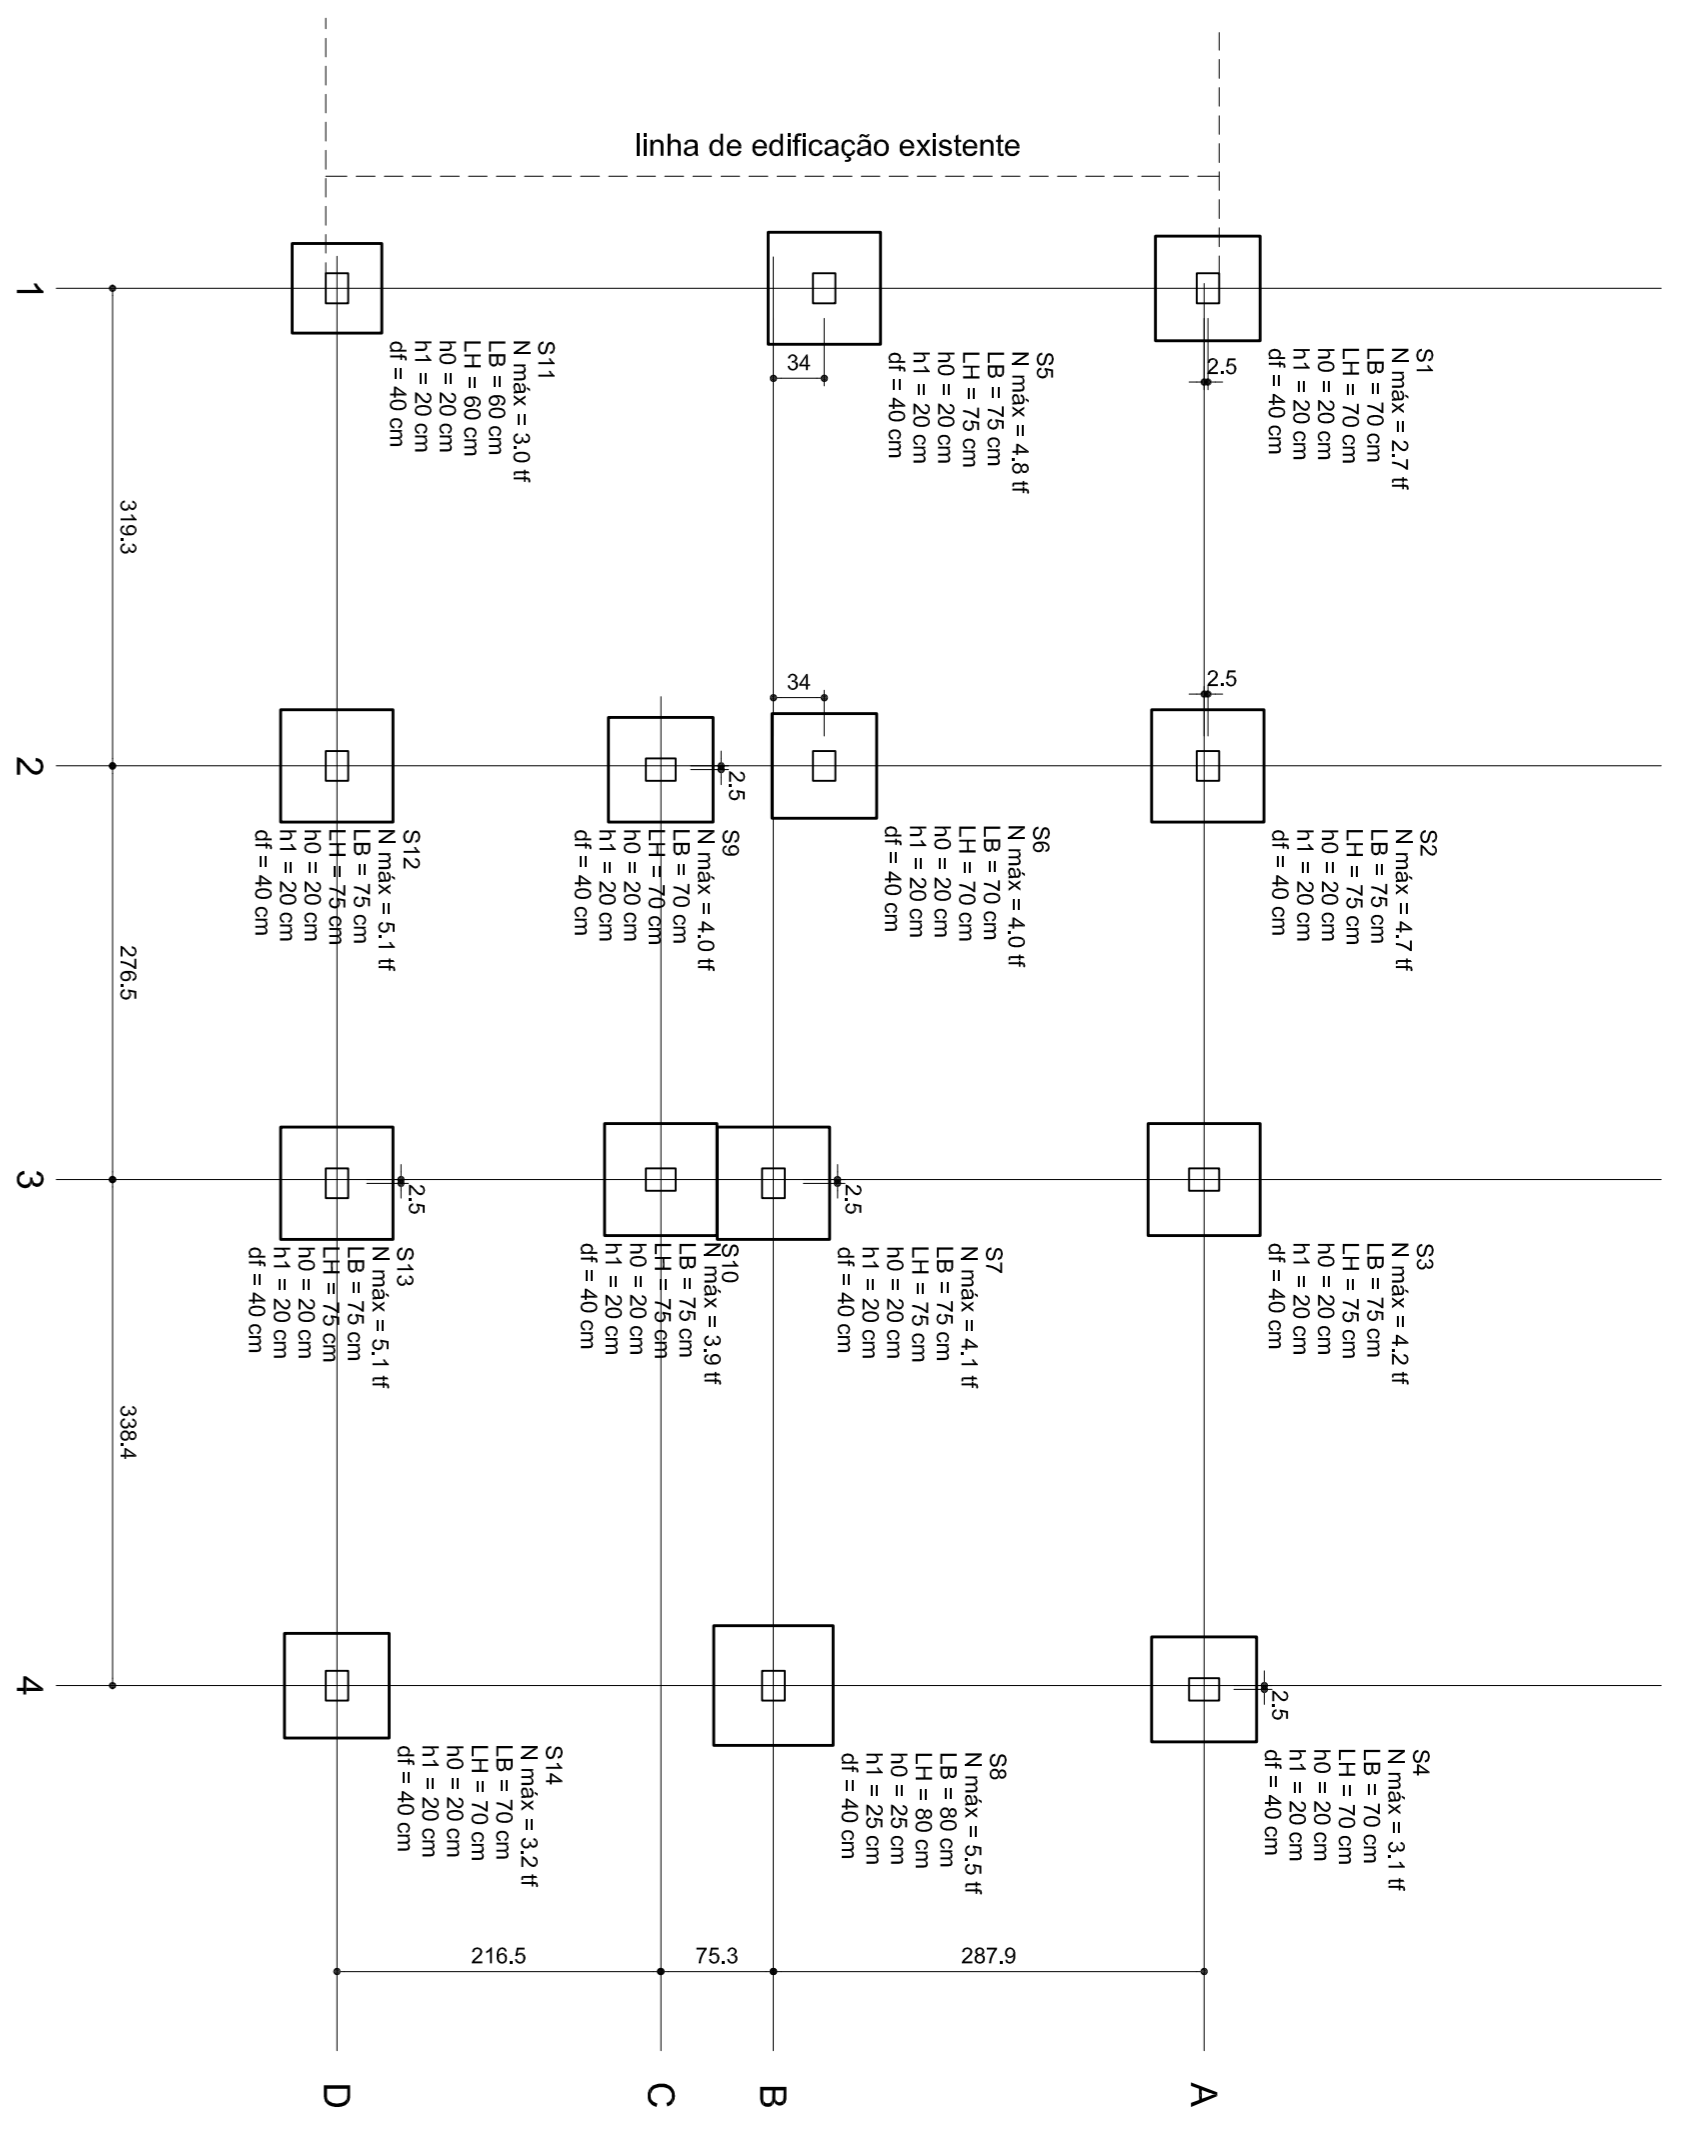 linha de edificação existente
1
S11
N máx = 3.0 tf
LB = 60 cm
LH = 60 cm
h0 = 20 cm
h1 = 20 cm
df = 40 cm
34
S5
N máx = 4.8 tf
LB = 75 cm
LH = 75 cm
h0 = 20 cm
h1 = 20 cm
df = 40 cm
2.5
S1
N máx = 2.7 tf
LB = 70 cm
LH = 70 cm
h0 = 20 cm
h1 = 20 cm
df = 40 cm
319.3
34
2.5
2
2.5
S12
N máx = 5.1 tf
LB = 75 cm
LH = 75 cm
h0 = 20 cm
h1 = 20 cm
df = 40 cm
S9
N máx = 4.0 tf
LB = 70 cm
LH = 70 cm
h0 = 20 cm
h1 = 20 cm
df = 40 cm
S6
N máx = 4.0 tf
LB = 70 cm
LH = 70 cm
h0 = 20 cm
h1 = 20 cm
df = 40 cm
S2
N máx = 4.7 tf
LB = 75 cm
LH = 75 cm
h0 = 20 cm
h1 = 20 cm
df = 40 cm
276.5
3
2.5
2.5
S13
N máx = 5.1 tf
LB = 75 cm
LH = 75 cm
h0 = 20 cm
h1 = 20 cm
df = 40 cm
S10
N máx = 3.9 tf
LB = 75 cm
LH = 75 cm
h0 = 20 cm
h1 = 20 cm
df = 40 cm
S7
N máx = 4.1 tf
LB = 75 cm
LH = 75 cm
h0 = 20 cm
h1 = 20 cm
df = 40 cm
S3
N máx = 4.2 tf
LB = 75 cm
LH = 75 cm
h0 = 20 cm
h1 = 20 cm
df = 40 cm
338.4
4
2.5
S14
N máx = 3.2 tf
LB = 70 cm
LH = 70 cm
h0 = 20 cm
h1 = 20 cm
df = 40 cm
S8
N máx = 5.5 tf
LB = 80 cm
LH = 80 cm
h0 = 25 cm
h1 = 25 cm
df = 40 cm
S4
N máx = 3.1 tf
LB = 70 cm
LH = 70 cm
h0 = 20 cm
h1 = 20 cm
df = 40 cm
216.5
75.3
287.9
D
C
B
A